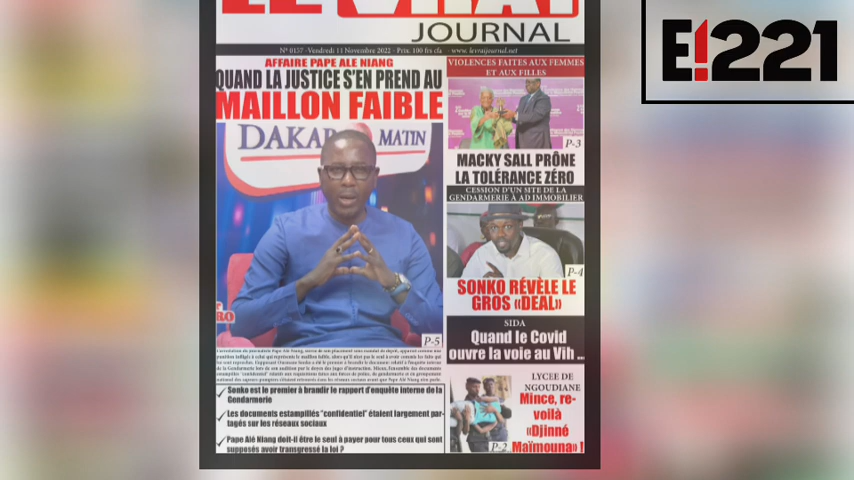 LE VRAI
JOURNAL
E!221
N° 0157 -Vendredi 11 Novembre 2022 - Prix. 100 frs cfa - www.levraijournal.net
AFFAIRE PAPE ALE NIANG
QUAND LA JUSTICE S'EN PREND AU
MAILLON FAIBLE
DAKAR
MATIN
P-5
Sonko est le premier à brandir le rapport d'enquête interne de la
Gendarmerie
Les documents estampillés "confidentiel" étaient largement par-
tagés sur les réseaux sociaux
Pape Alé Niang doit-il être le seul à payer pour tous ceux qui sont
supposés avoir transgressé la loi ?
VIOLENCES FAITES AUX FEMMES
ET AUX FILLES
P-3
MACKY SALL PRÔNE
LA TOLÉRANCE ZÉRO
CESSION D'UN SITE DE LA
GENDARMERIE À AD IMMOBILIER
P-4
SONKO RÉVÈLE LE
GROS «DEAL»
SIDA
Quand le Covid
ouvre la voie au Vih ...
LYCEE DE
NGOUDIANE
Mince, re-
voilà
«Djinné
Maïmouna» !
P-2